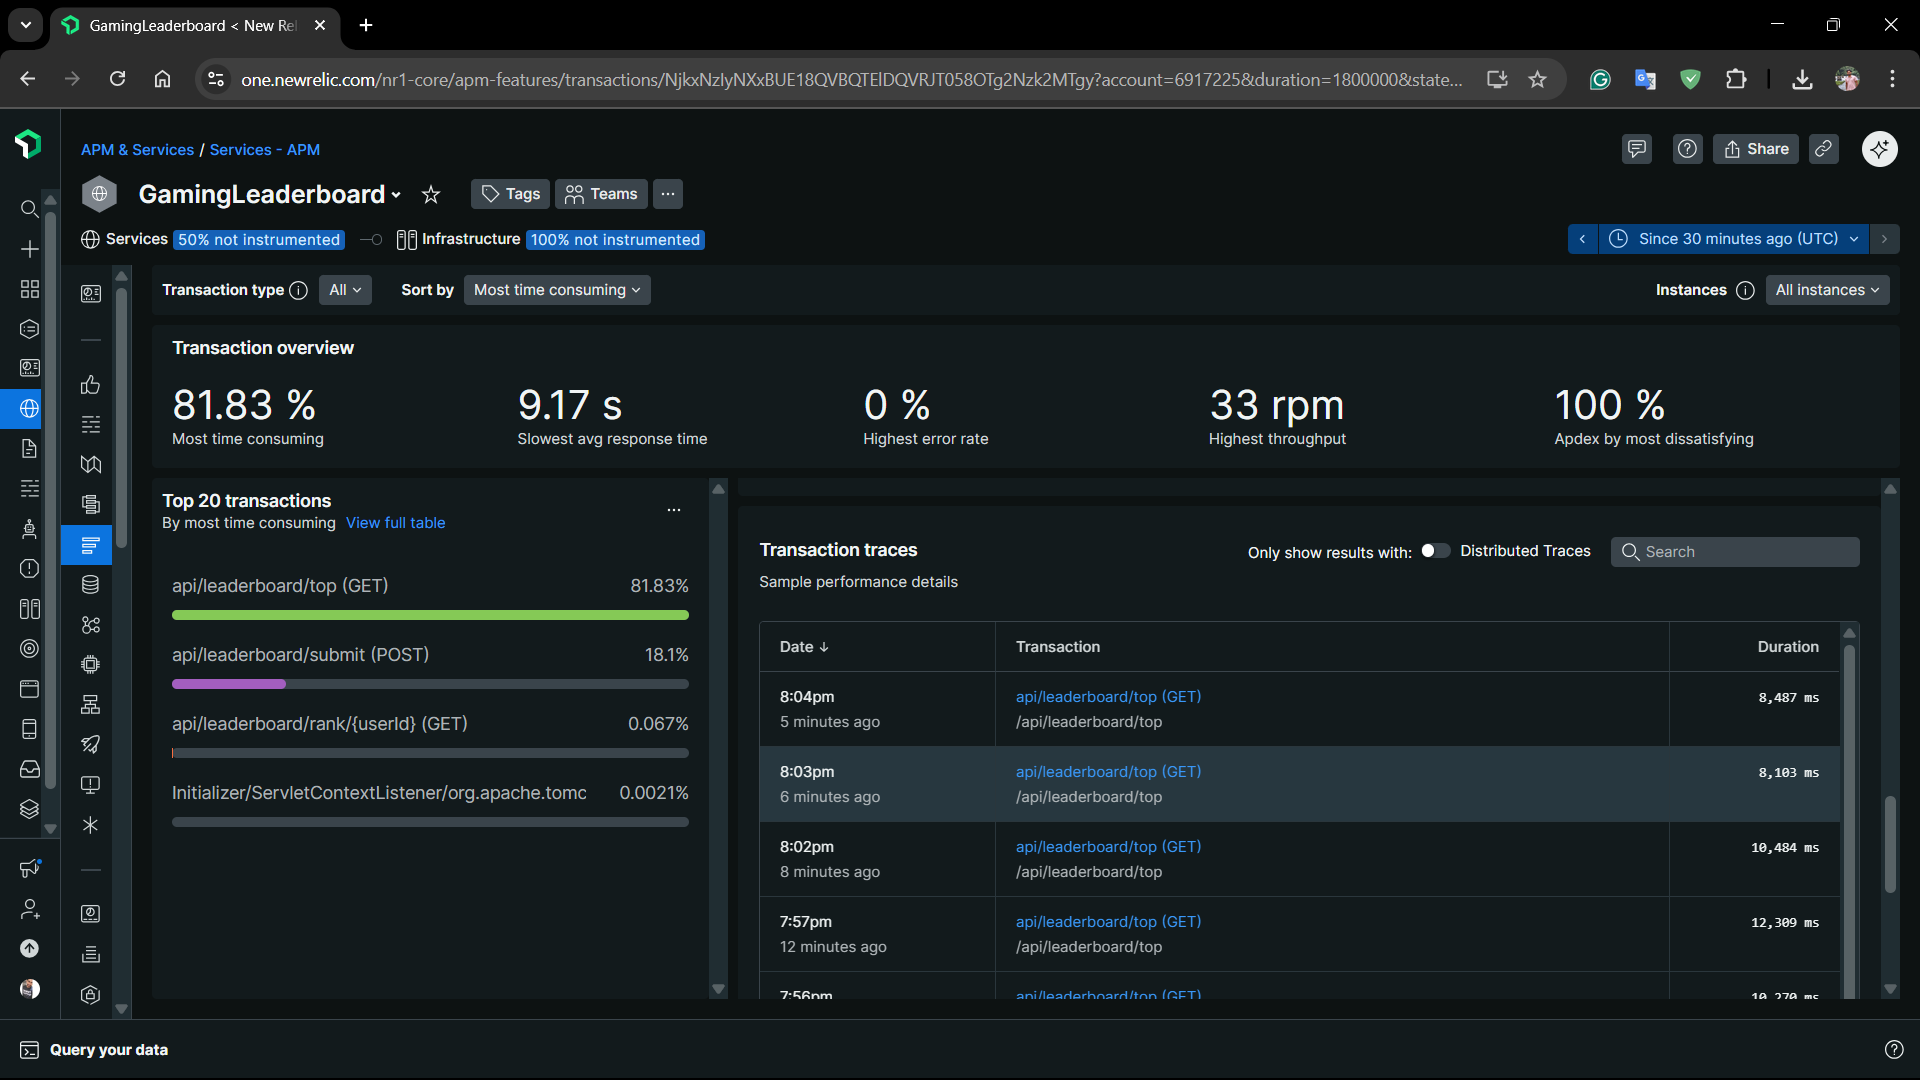 GamingLeaderboard < New Rel
one.newrelic.com/nr1-core/apm-features/transactions/NjkxNzIyNXxBUE18QVBQTElDQVRJT058OTg2Nzk2MTgy?account=6917225&duration=1800000&state...
APM & Services / Services - APM
Share
GamingLeaderboard
Tags
Teams
Services 50% not instrumented
Infrastructure 100% not instrumented
Since 30 minutes ago (UTC)
Transaction type All
Sort by Most time consuming
Instances All instances
Transaction overview
81.83 %
Most time consuming
9.17 s
Slowest avg response time
0 %
Highest error rate
33 rpm
Highest throughput
100 %
Apdex by most dissatisfying
Top 20 transactions
By most time consuming View full table
api/leaderboard/top (GET) 81.83%
api/leaderboard/submit (POST) 18.1%
api/leaderboard/rank/{userId} (GET) 0.067%
Initializer/ServletContextListener/org.apache.tomc 0.0021%
Transaction traces
Sample performance details
Only show results with: Distributed Traces
Search
Date Transaction Duration
8:04pm api/leaderboard/top (GET) 8,487 ms
5 minutes ago /api/leaderboard/top
8:03pm api/leaderboard/top (GET) 8,103 ms
6 minutes ago /api/leaderboard/top
8:02pm api/leaderboard/top (GET) 10,484 ms
8 minutes ago /api/leaderboard/top
7:57pm api/leaderboard/top (GET) 12,309 ms
12 minutes ago /api/leaderboard/top
7:56pm api/leaderboard/top (GET) 10,270 ms
Query your data